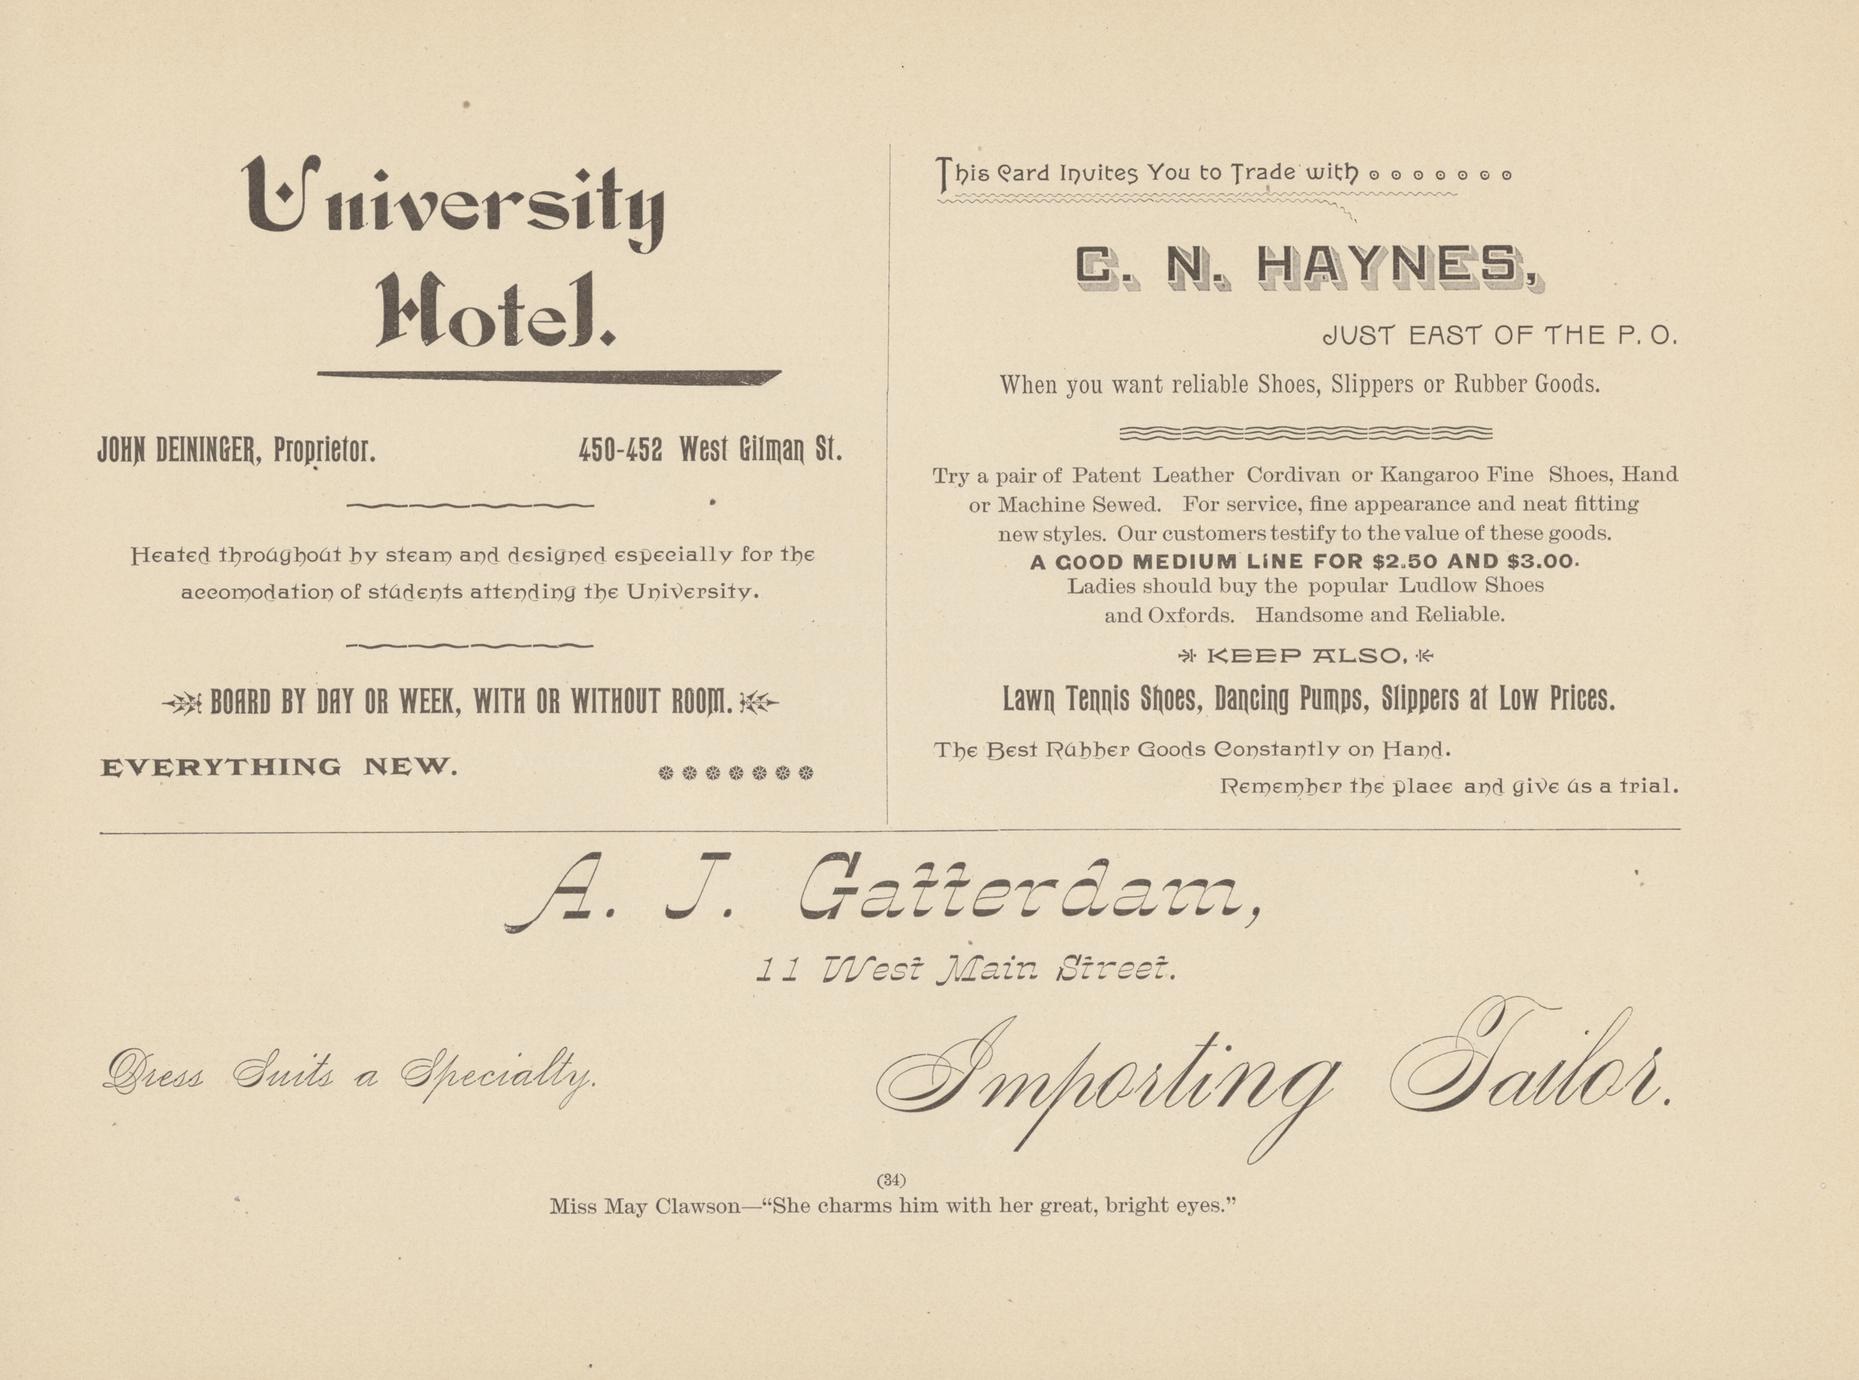 University
Hotel.
JOHN DEININGER, Proprietor.
450-452 West Gilman St.
Heated throughout by steam and designed especially for the
accomodation of students attending the University.
BOARD BY DAY OR WEEK, WITH OR WITHOUT ROOM.
EVERYTHING NEW.
This Card Invites You to Trade with
C. N. HAYNES,
JUST EAST OF THE P. O.
When you want reliable Shoes, Slippers or Rubber Goods.
Try a pair of Patent Leather Cordivan or Kangaroo Fine Shoes, Hand
or Machine Sewed. For service, fine appearance and neat fitting
new styles. Our customers testify to the value of these goods.
A GOOD MEDIUM LINE FOR $2.50 AND $3.00.
Ladies should buy the popular Ludlow Shoes
and Oxfords. Handsome and Reliable.
KEEP ALSO,
Lawn Tennis Shoes, Dancing Pumps, Slippers at Low Prices.
The Best Rubber Goods Constantly on Hand.
Remember the place and give us a trial.
A. J. Gatterdam,
11 West Main Street.
Dress Suits a Specialty.
Importing Tailor.
(34)
Miss May Clawson—“She charms him with her great, bright eyes.”